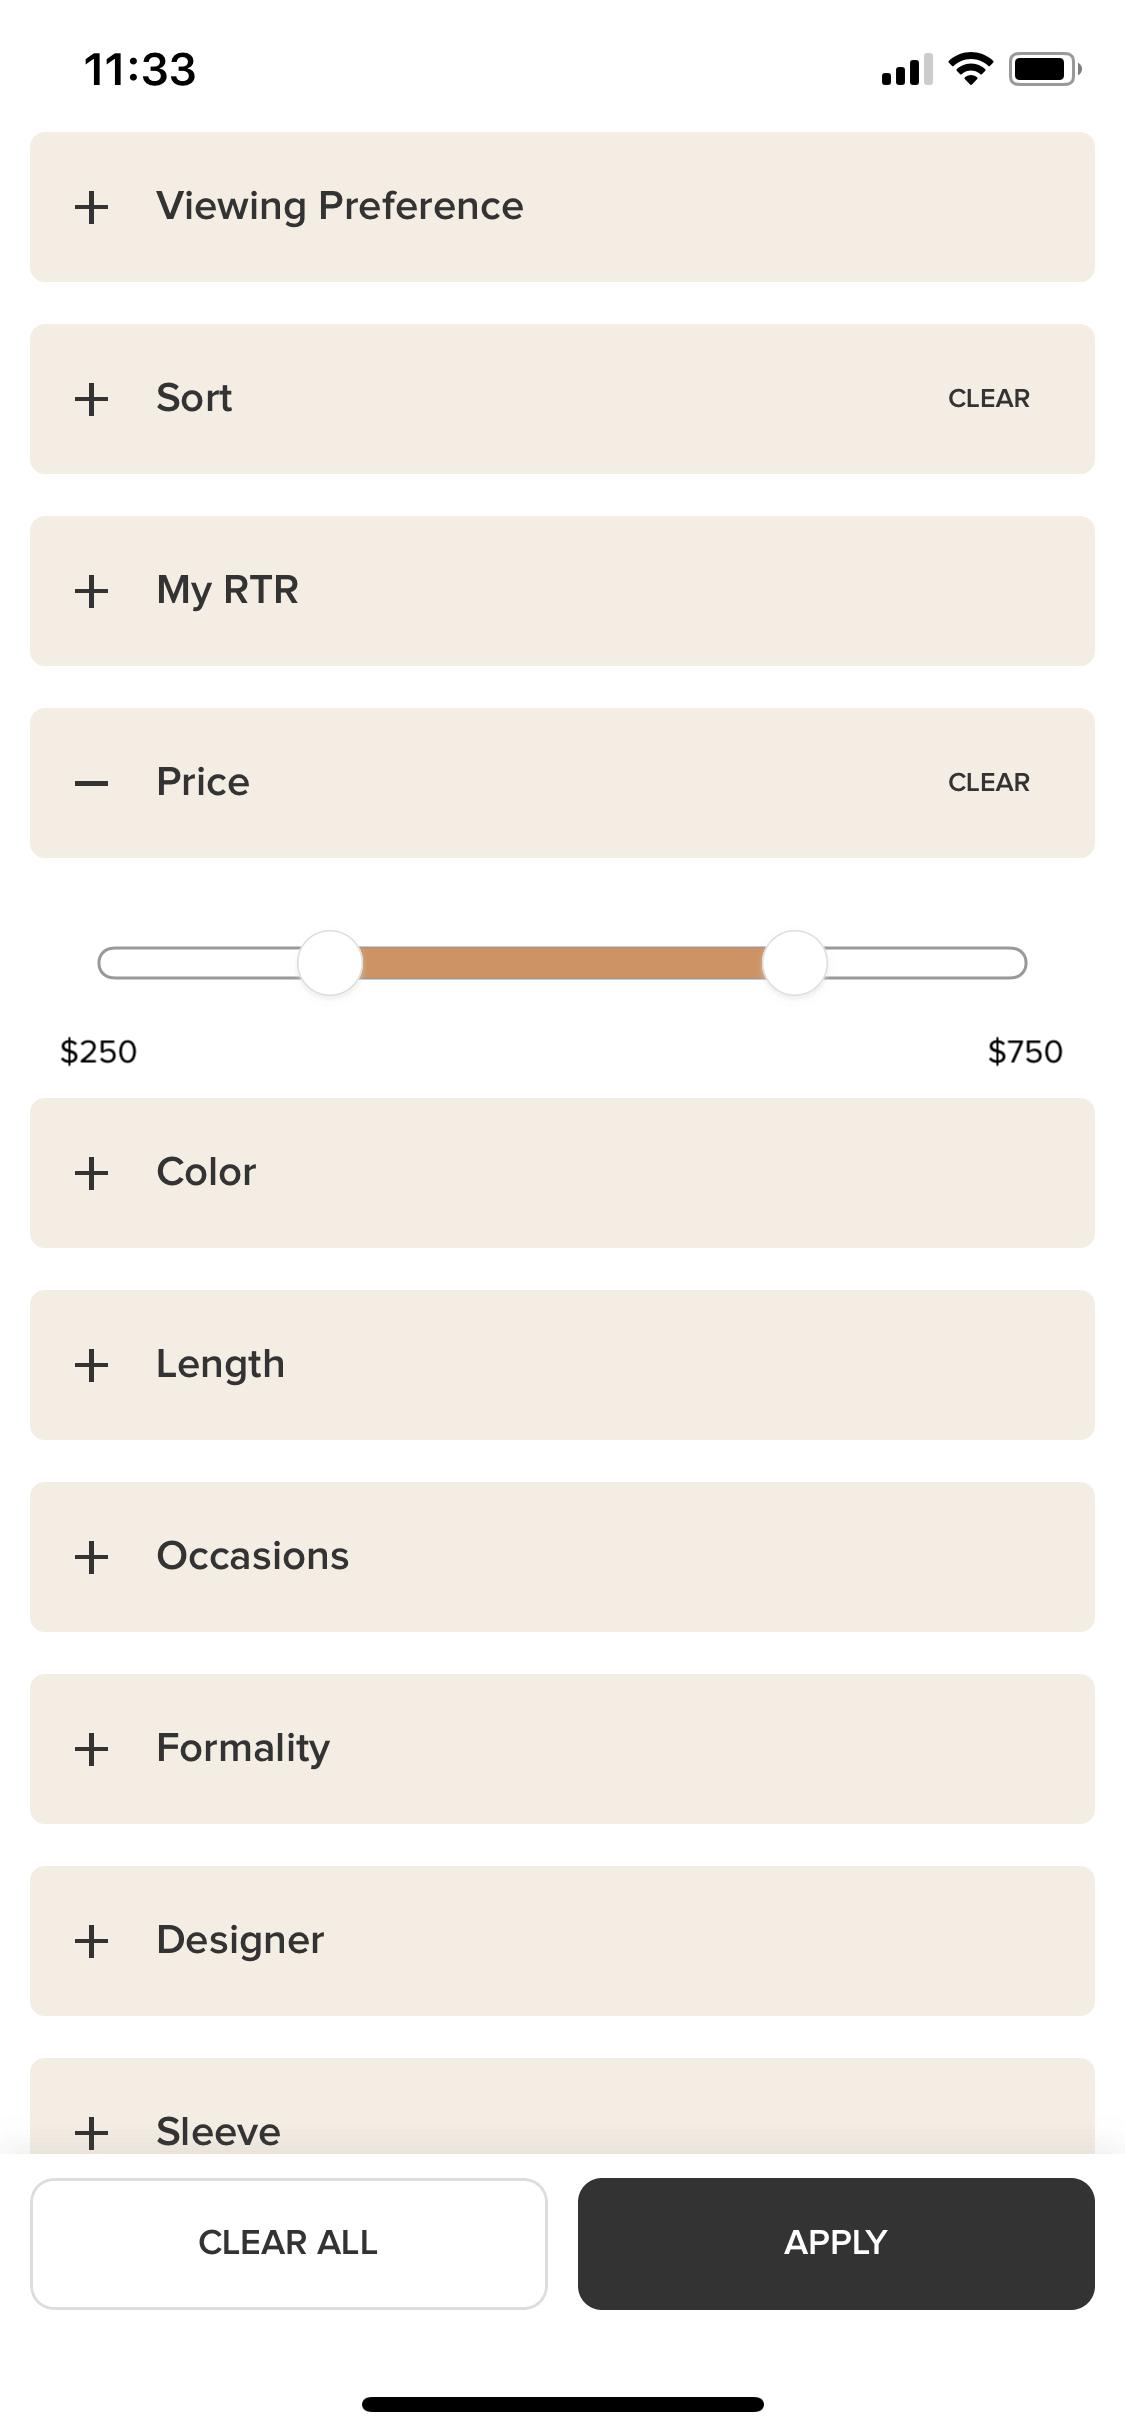 11:33
Viewing Preference
Sort CLEAR
My RTR
Price CLEAR
$250 $750
Color
Length
Occasions
Formality
Designer
Sleeve
CLEAR ALL APPLY